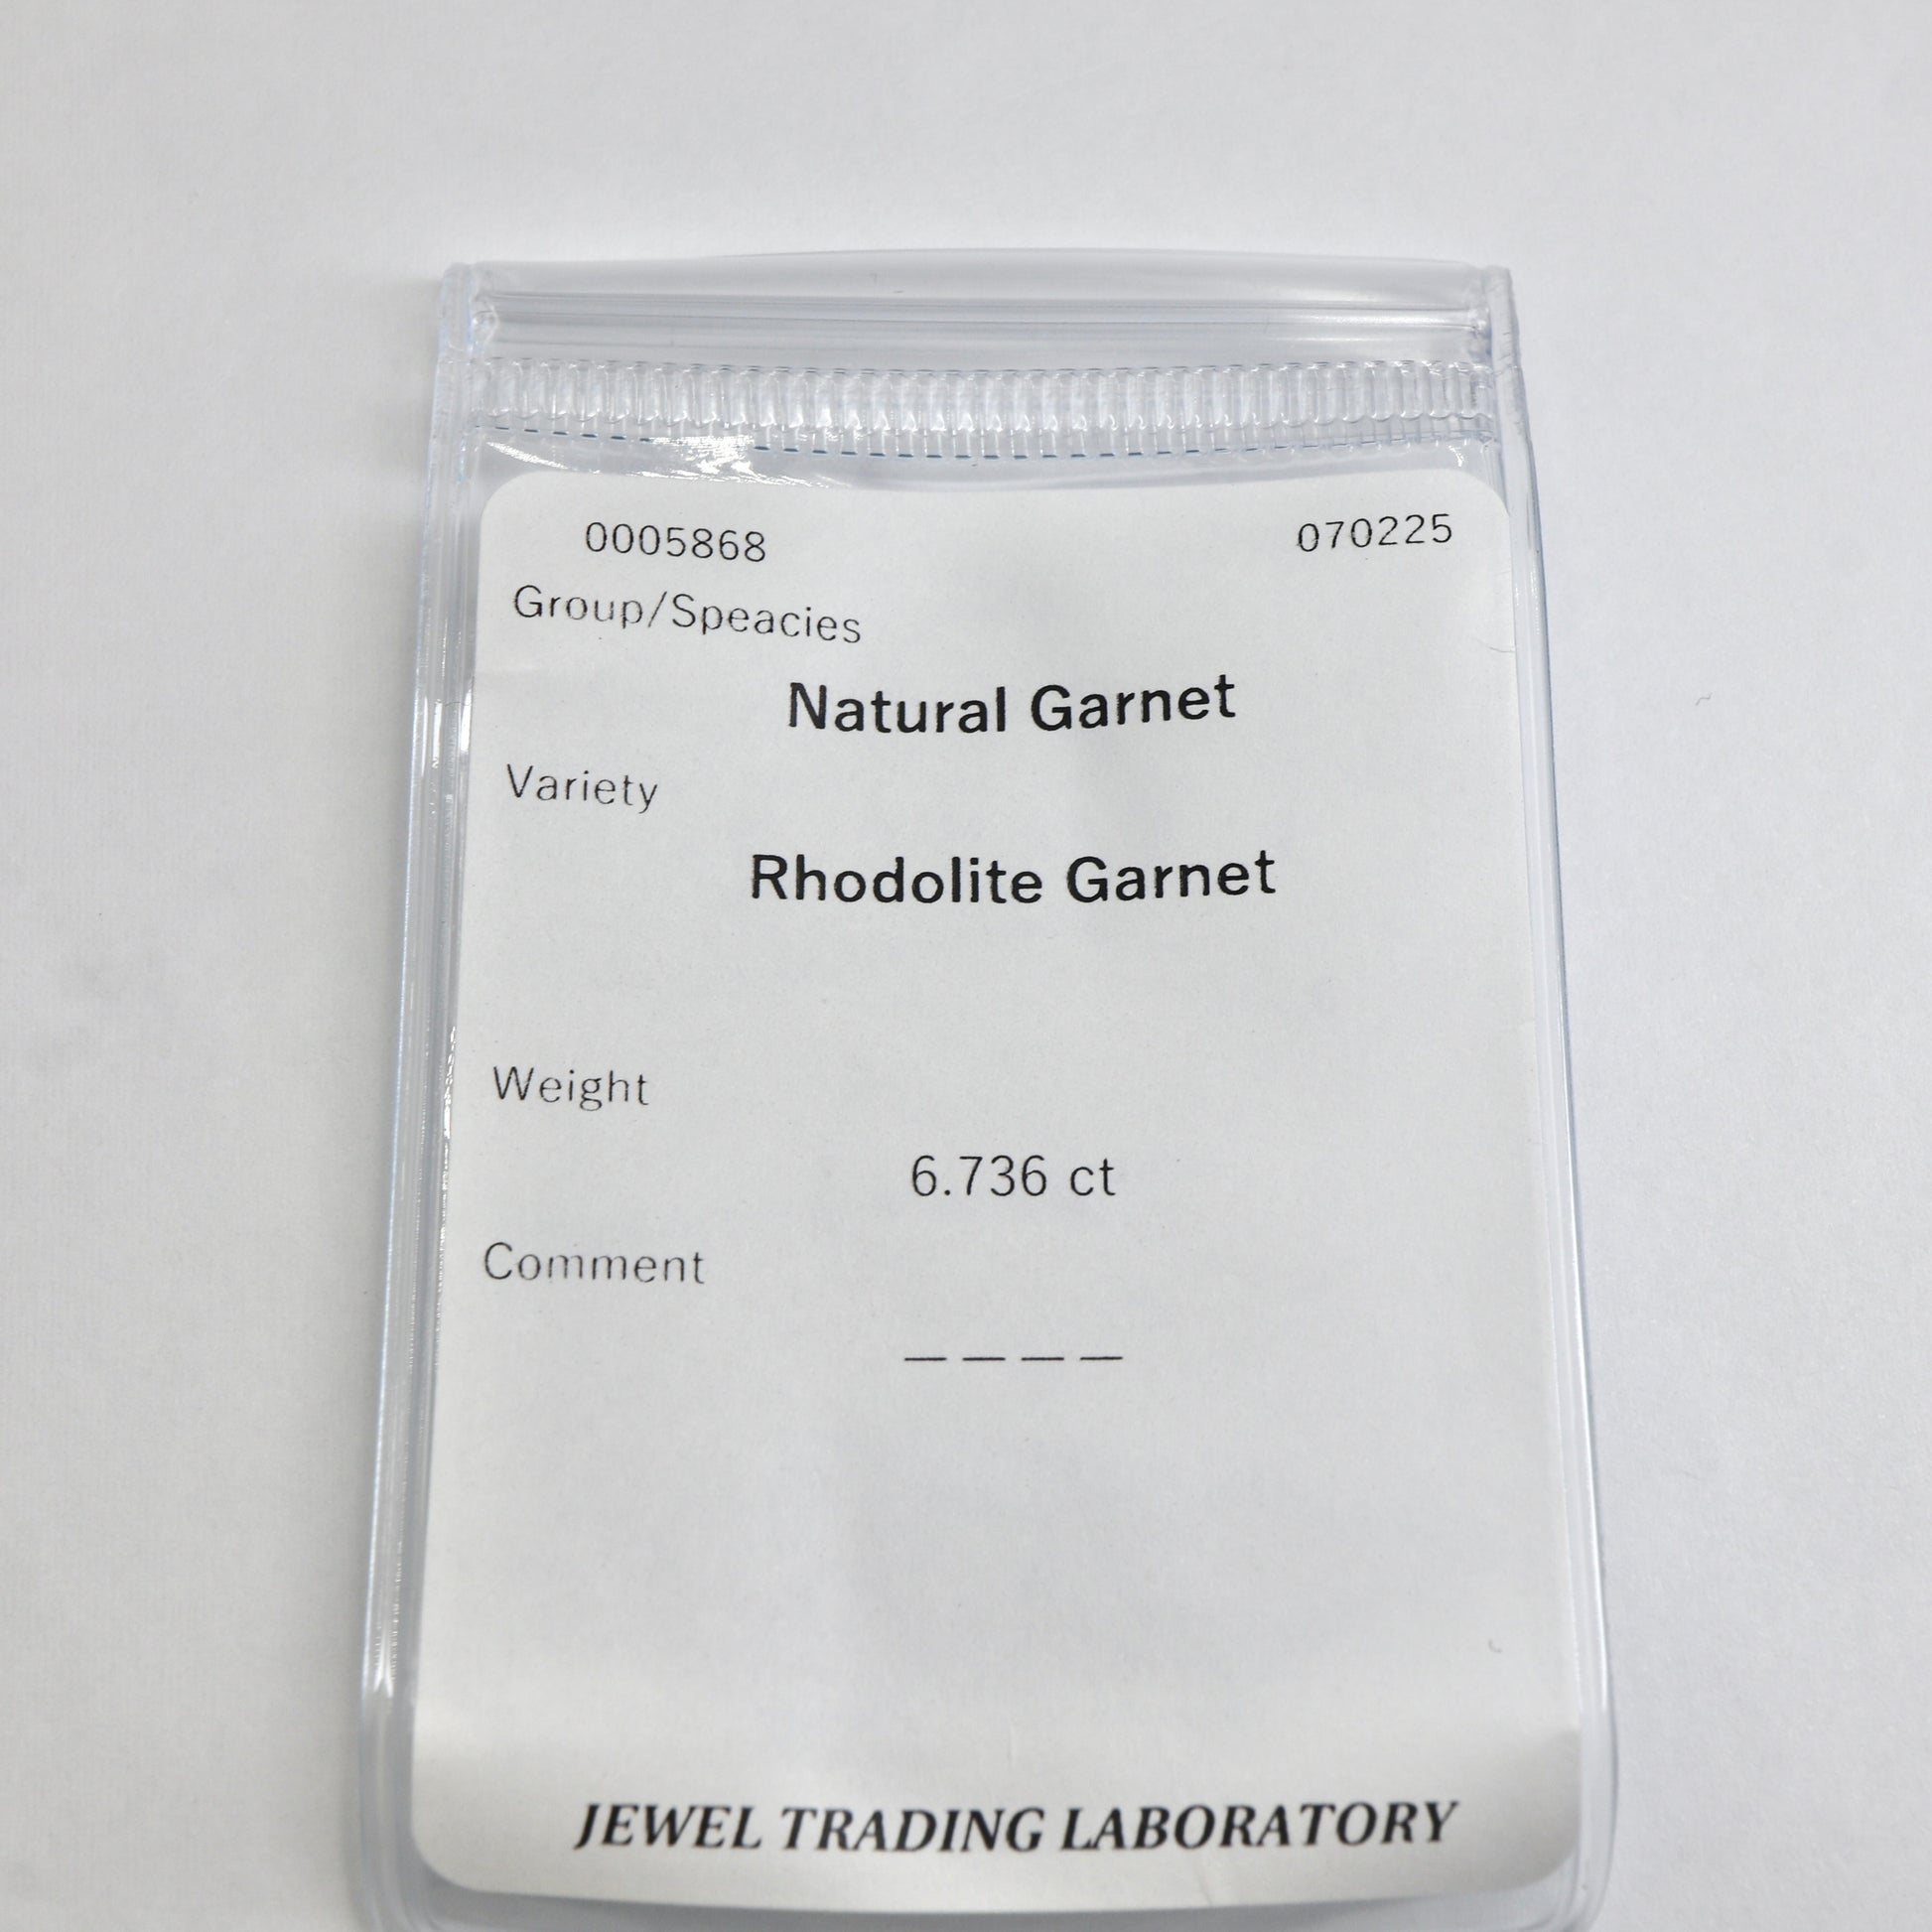 0005868 070225
Group/Speacies
Natural Garnet
Variety
Rhodolite Garnet
Weight
6.736 ct
Comment
————
JEWEL TRADING LABORATORY